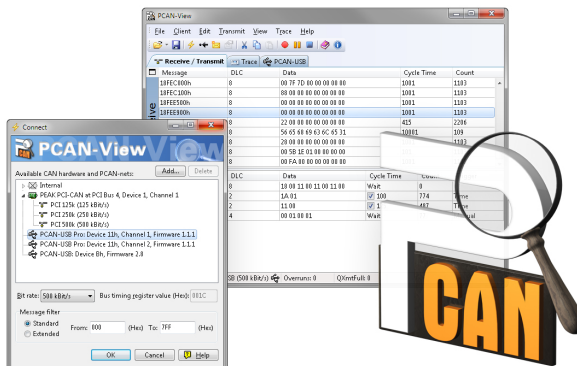 PCAN-View
File Client Edit Transmit View Trace Help
Receive / Transmit Trace PCAN-USB
Message DLC Data Cycle Time Count
18FEC000h 8 00 7F 7D 00 00 00 00 00 1001 1103
18FEC100h 8 88 00 00 00 00 00 00 00 1001 1103
18FEE500h 8 00 00 00 00 00 00 00 00 1001 1103
18FEE900h 8 00 00 00 00 00 00 00 00 1001 1103
8 22 00 00 00 00 00 00 00 415 2206
8 56 65 60 69 63 6C 65 31 10001 109
8 28 00 00 00 00 00 00 00 1103
8 00 5B 1E 01 00 00 00 00
8 00 FA 00 00 00 00 00 00
DLC Data Cycle Time
8 10 00 11 00 11 00 11 00 Wait 0
2 1A 01 100 774 Time
2 11 00 407
4 00 01 00 01 Wait
SB (500 kBit/s) Overruns: 0 QXmtFull: 0
Connect
PCAN-View
Available CAN hardware and PCAN-nets:
Add... Delete
Internal
PEAK PCI-CAN at PCI Bus 4, Device 1, Channel 1
PCI 125k (125 kBit/s)
PCI 250k (250 kBit/s)
PCI 500k (500 kBit/s)
PCAN-USB Pro: Device 11h, Channel 1, Firmware 1.1.1
PCAN-USB Pro: Device 11h, Channel 2, Firmware 1.1.1
PCAN-USB: Device 8h, Firmware 2.8
Bit rate: 500 kBit/s Bus timing register value (Hex): 001C
Message filter
Standard
Extended
From: 000 (Hex) To: 7FF (Hex)
OK Cancel Help
CAN